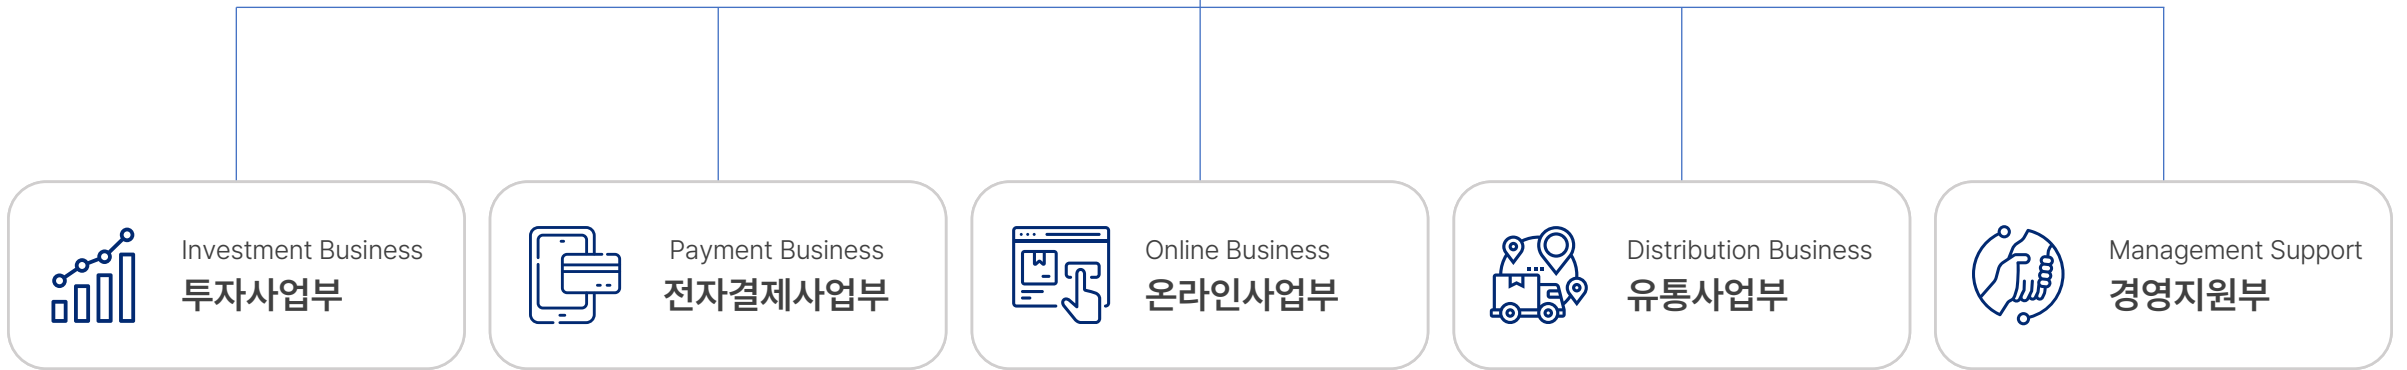 Investment Business
투자사업부
Payment Business
전자결제사업부
Online Business
온라인사업부
Distribution Business
유통사업부
Management Support
경영지원부